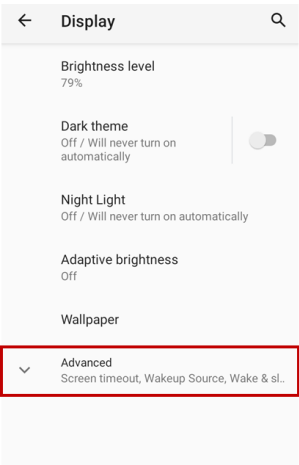 Display
Brightness level
79%
Dark theme
Off / Will never turn on
automatically
Night Light
Off / Will never turn on automatically
Adaptive brightness
Off
Wallpaper
Advanced
Screen timeout, Wakeup Source, Wake & sl..